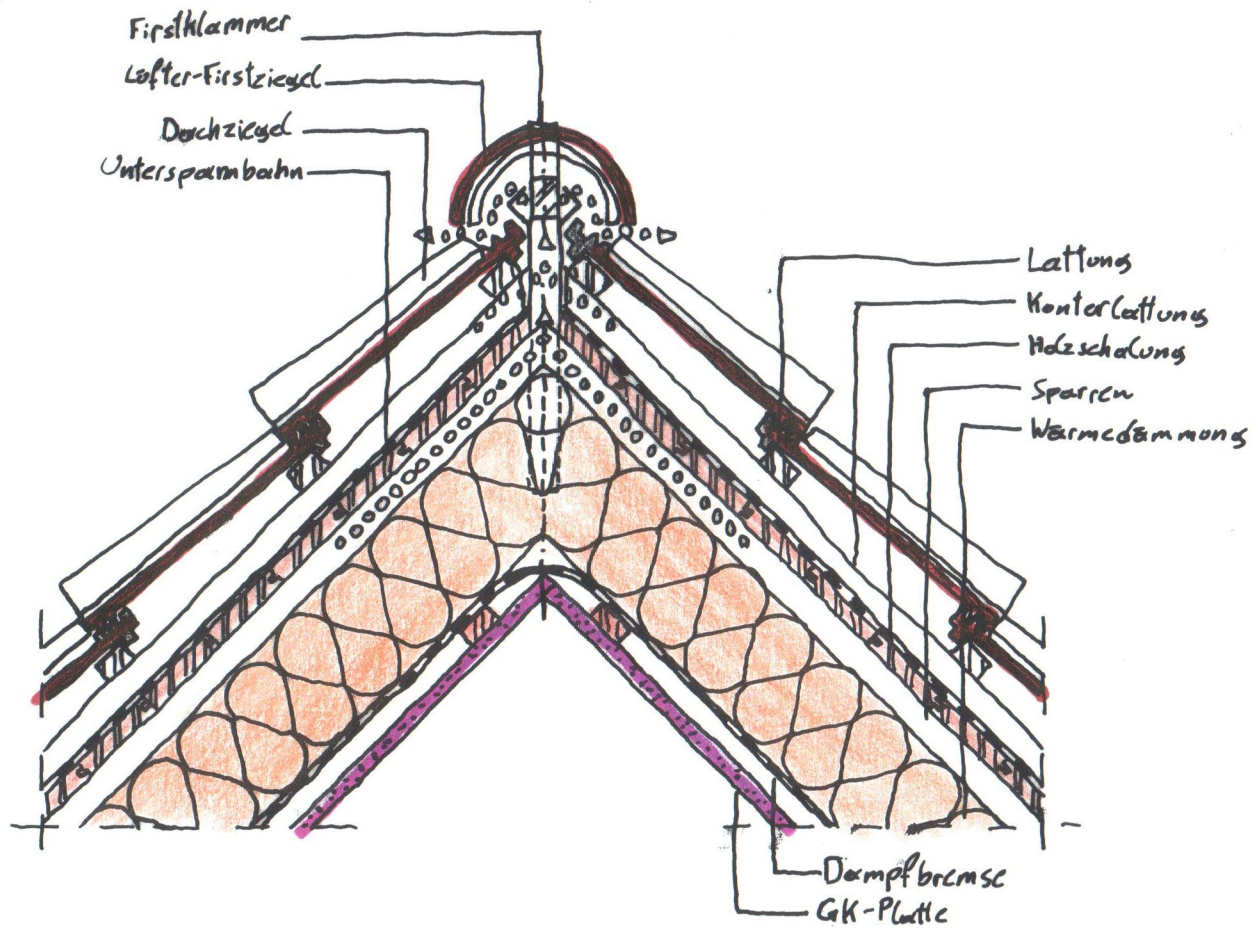 Firstklammer
Lüfter-Firstziegel
Dachziegel
Unterspannbahn
Lattung
Konterlattung
Holzschalung
Sparren
Wärmedämmung
Dampfbremse
GK-Platte